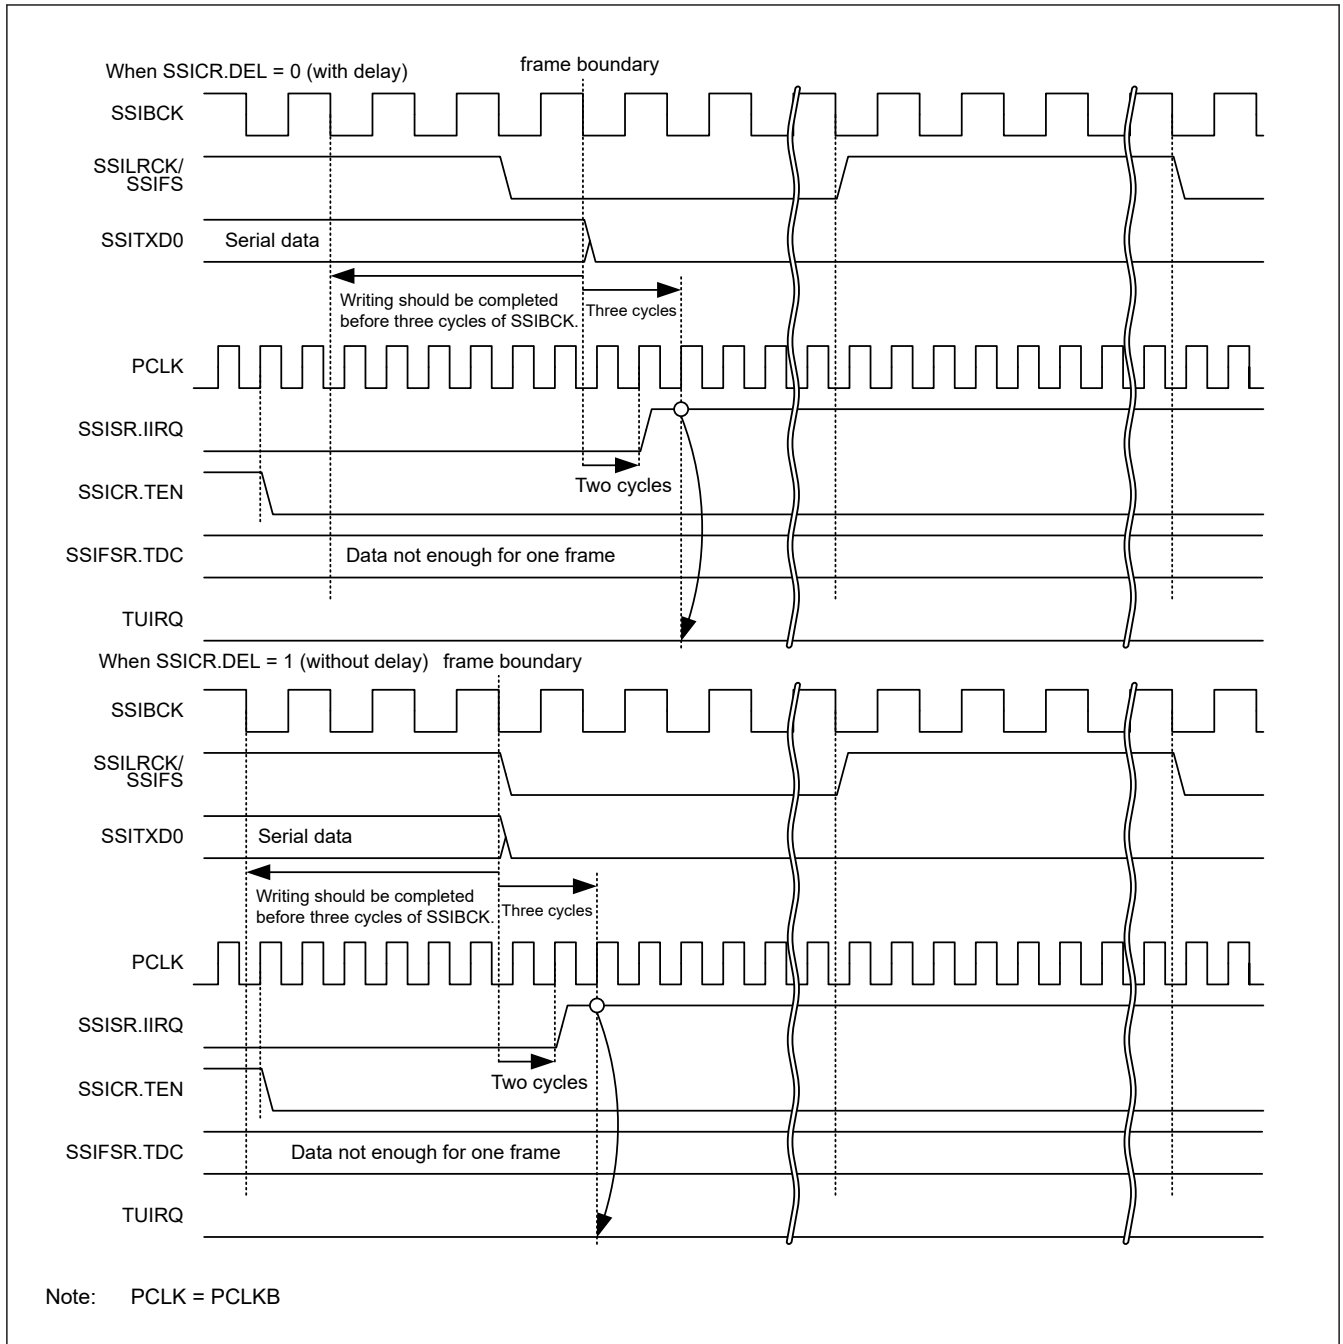 When SSICR.DEL = 0 (with delay)
frame boundary
SSIBCK
SSILRCK/
SSIFS
SSITXD0
Serial data
Writing should be completed
before three cycles of SSIBCK.
Three cycles
PCLK
SSISR.IIRQ
Two cycles
SSICR.TEN
SSIFSR.TDC
Data not enough for one frame
TUIRQ
When SSICR.DEL = 1 (without delay)
frame boundary
SSIBCK
SSILRCK/
SSIFS
SSITXD0
Serial data
Writing should be completed
before three cycles of SSIBCK.
Three cycles
PCLK
SSISR.IIRQ
Two cycles
SSICR.TEN
SSIFSR.TDC
Data not enough for one frame
TUIRQ
Note: PCLK = PCLKB